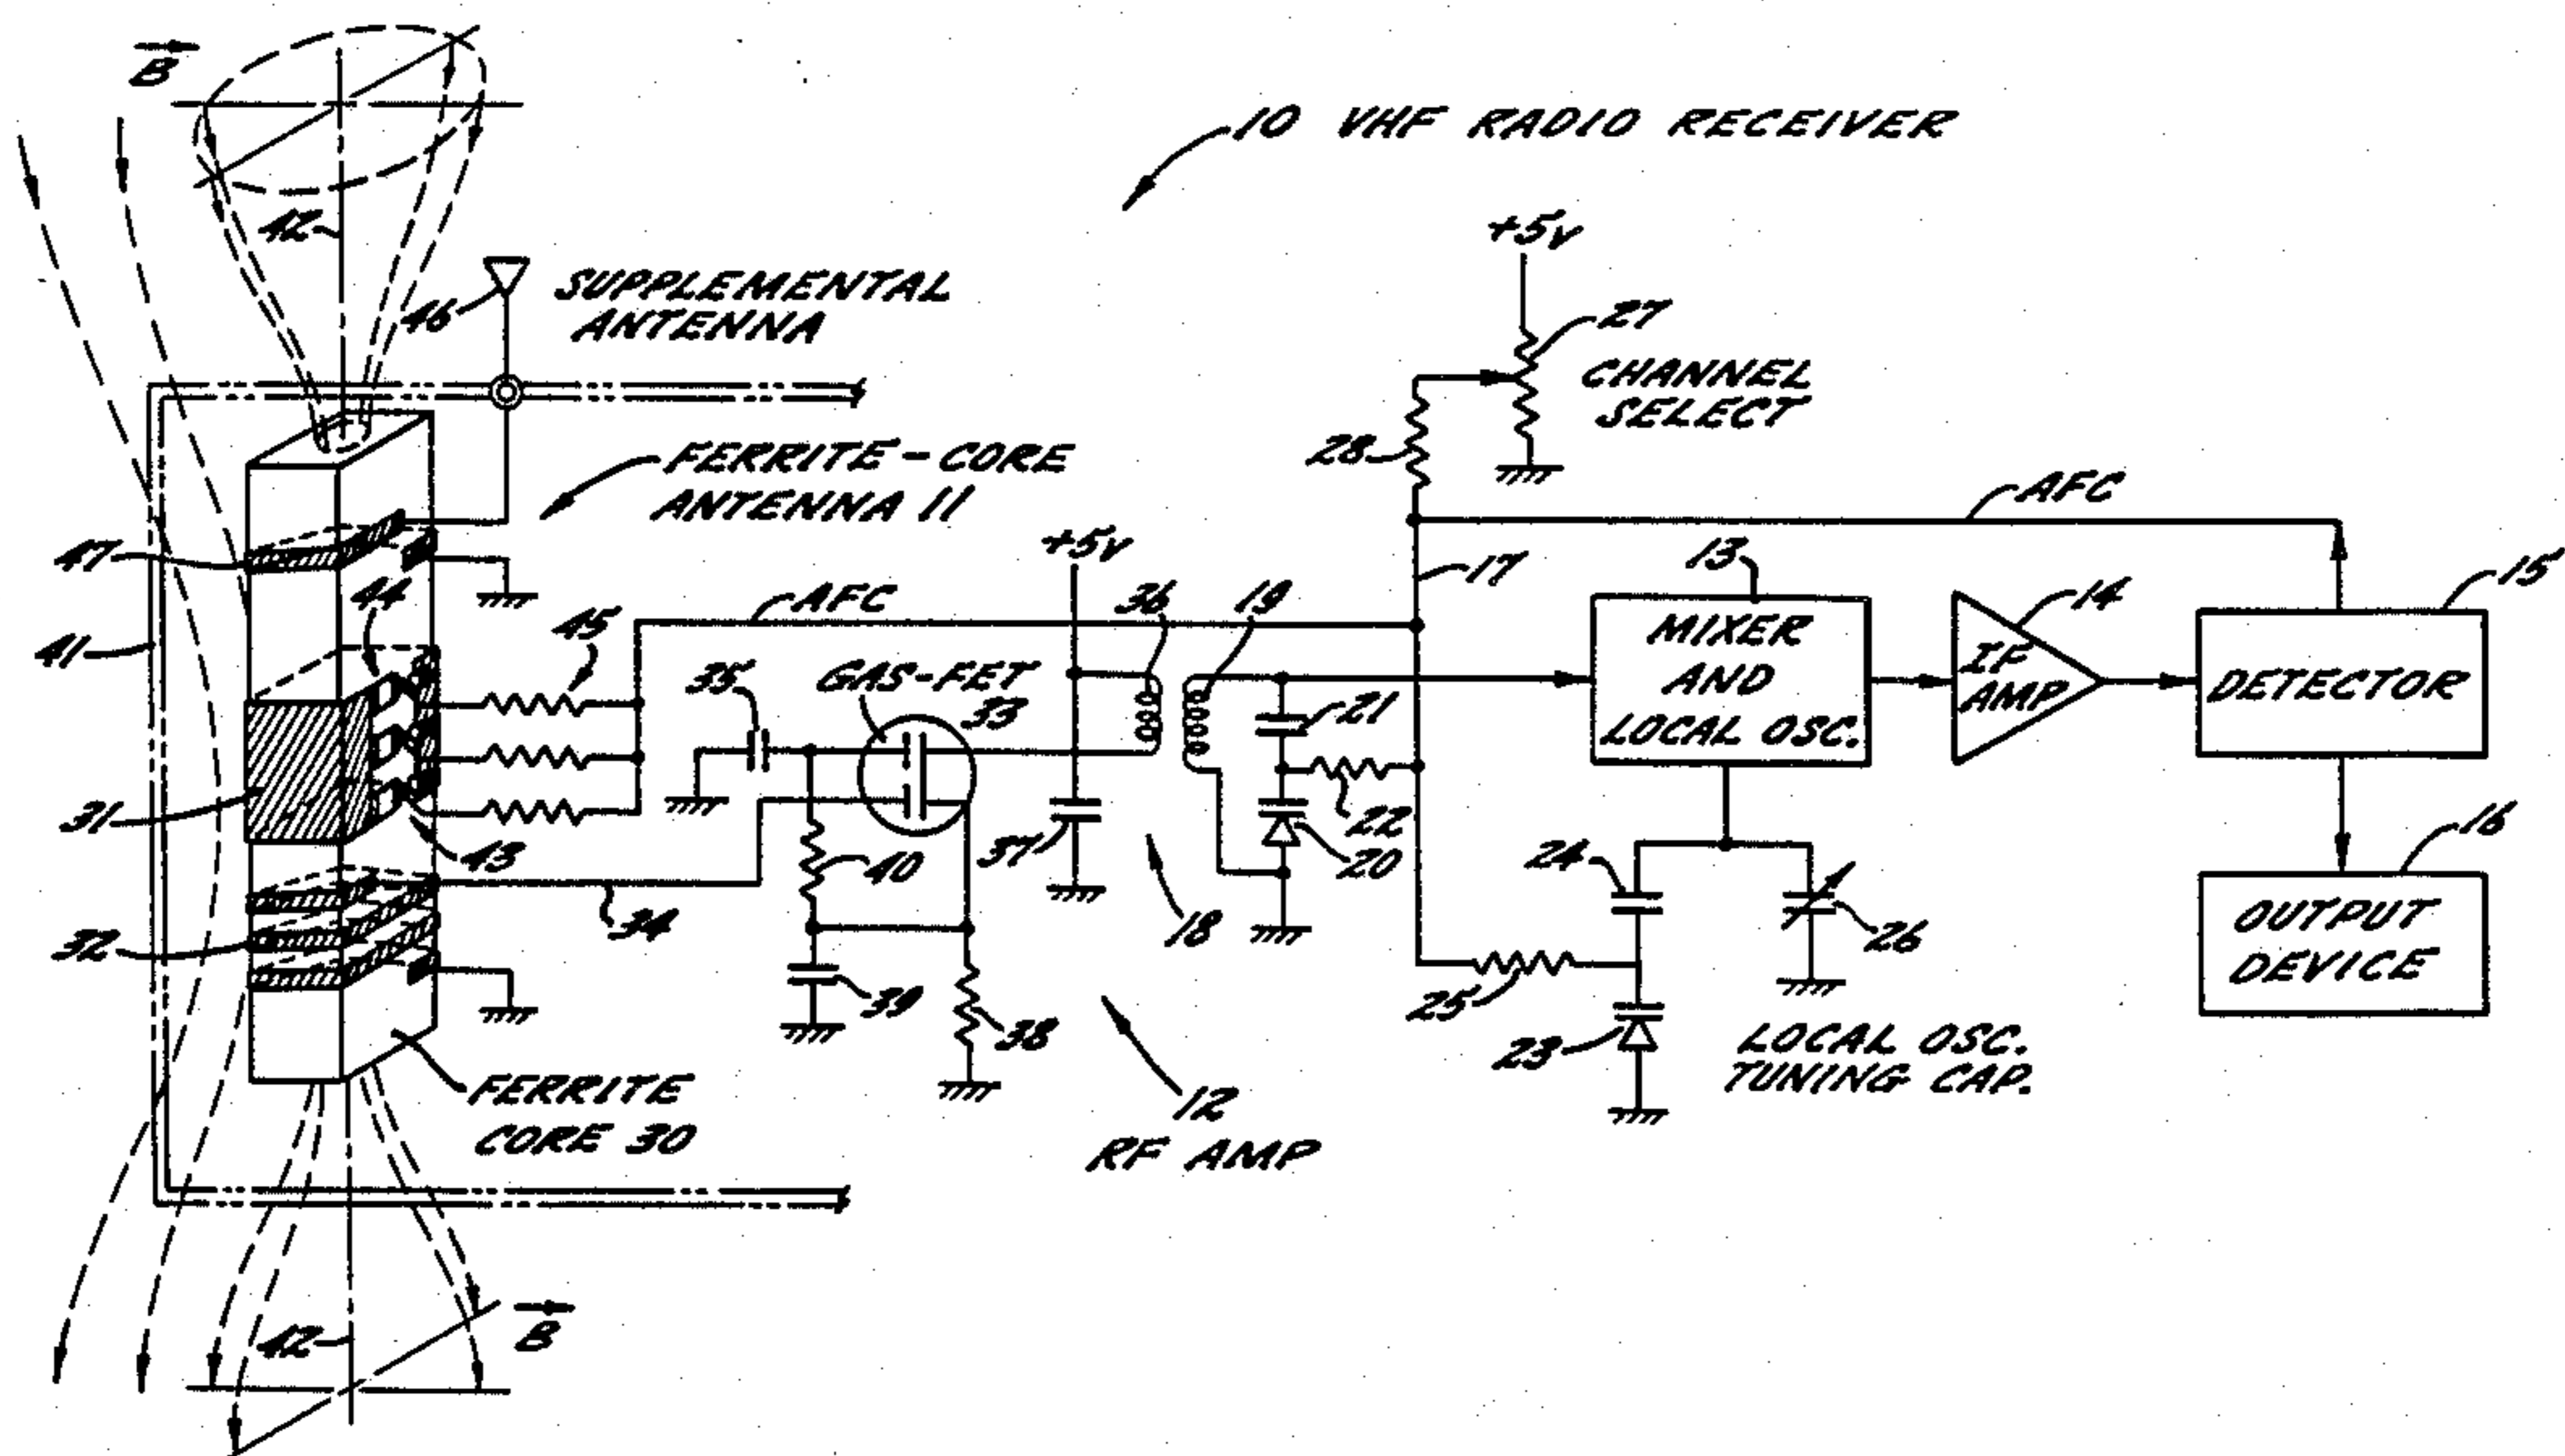 B
10 VHF RADIO RECEIVER
42
+5V
46
SUPPLEMENTAL
ANTENNA
27
CHANNEL
SELECT
28
FERRITE-CORE
ANTENNA 11
AFC
47
44
+5V
17
13
14
15
41
45
AFC
36
19
35
GAS-FET
33
21
MIXER
AND
LOCAL OSC.
IF
AMP
DETECTOR
31
43
40
37
22
20
24
16
34
18
26
OUTPUT
DEVICE
32
39
38
25
23
LOCAL OSC.
TUNING CAP.
FERRITE
CORE 30
12
RF AMP
42
B